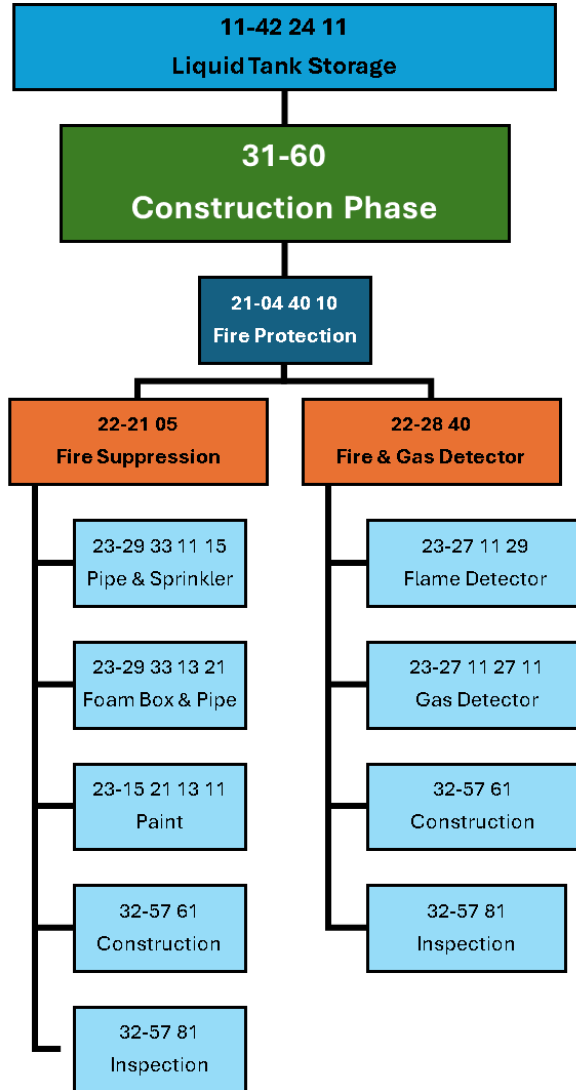 11-42 24 11
Liquid Tank Storage
31-60
Construction Phase
21-04 40 10
Fire Protection
22-21 05
Fire Suppression
22-28 40
Fire & Gas Detector
23-29 33 11 15
Pipe & Sprinkler
23-29 33 13 21
Foam Box & Pipe
23-15 21 13 11
Paint
32-57 61
Construction
32-57 81
Inspection
23-27 11 29
Flame Detector
23-27 11 27 11
Gas Detector
32-57 61
Construction
32-57 81
Inspection